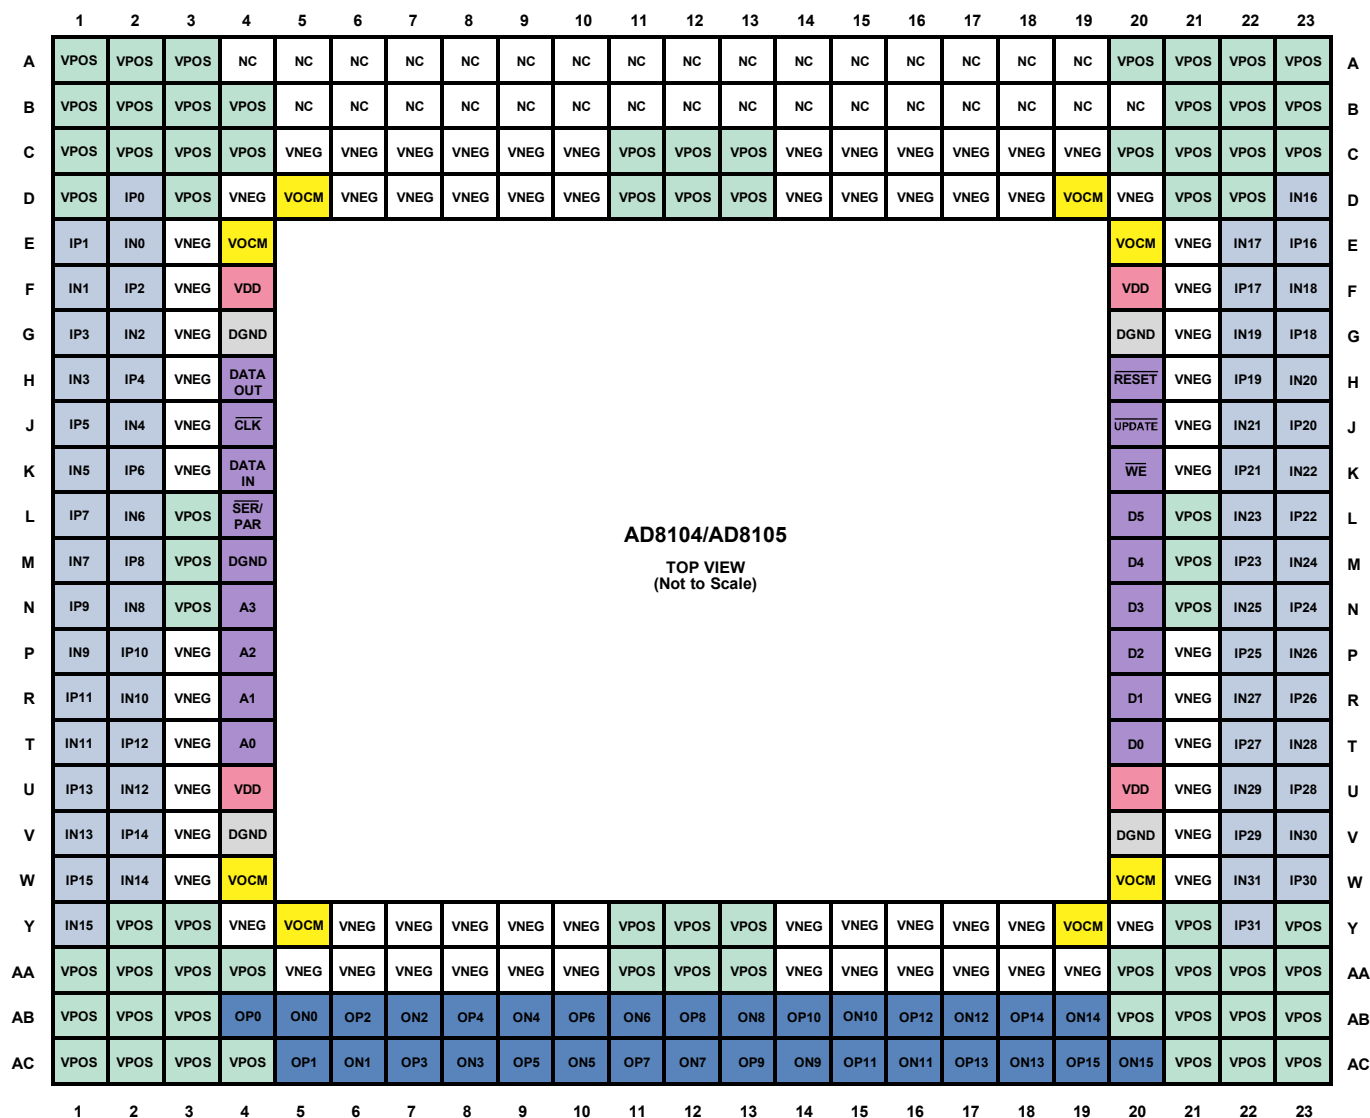 1 2 3 4 5 6 7 8 9 10 11 12 13 14 15 16 17 18 19 20 21 22 23
A VPOS VPOS VPOS NC NC NC NC NC NC NC NC NC NC NC NC NC NC NC NC VPOS VPOS VPOS VPOS A
B VPOS VPOS VPOS VPOS NC NC NC NC NC NC NC NC NC NC NC NC NC NC NC NC VPOS VPOS VPOS B
C VPOS VPOS VPOS VPOS VNEG VNEG VNEG VNEG VNEG VNEG VPOS VPOS VPOS VNEG VNEG VNEG VNEG VNEG VNEG VPOS VPOS VPOS VPOS C
D VPOS IP0 VPOS VNEG VOCM VNEG VNEG VNEG VNEG VNEG VPOS VPOS VPOS VNEG VNEG VNEG VNEG VNEG VOCM VNEG VPOS VPOS IN16 D
E IP1 IN0 VNEG VOCM VOCM VNEG IN17 IP16 E
F IN1 IP2 VNEG VDD VDD VNEG IP17 IN18 F
G IP3 IN2 VNEG DGND DGND VNEG IN19 IP18 G
H IN3 IP4 VNEG DATA OUT RESET VNEG IP19 IN20 H
J IP5 IN4 VNEG CLK UPDATE VNEG IN21 IP20 J
K IN5 IP6 VNEG DATA IN WE VNEG IP21 IN22 K
L IP7 IN6 VPOS SER/ PAR D5 VPOS IN23 IP22 L
AD8104/AD8105
M IN7 IP8 VPOS DGND D4 VPOS IP23 IN24 M
TOP VIEW
(Not to Scale)
N IP9 IN8 VPOS A3 D3 VPOS IN25 IP24 N
P IN9 IP10 VNEG A2 D2 VNEG IP25 IN26 P
R IP11 IN10 VNEG A1 D1 VNEG IN27 IP26 R
T IN11 IP12 VNEG A0 D0 VNEG IP27 IN28 T
U IP13 IN12 VNEG VDD VDD VNEG IN29 IP28 U
V IN13 IP14 VNEG DGND DGND VNEG IP29 IN30 V
W IP15 IN14 VNEG VOCM VOCM VNEG IN31 IP30 W
Y IN15 VPOS VPOS VNEG VOCM VNEG VNEG VNEG VNEG VNEG VPOS VPOS VPOS VNEG VNEG VNEG VNEG VNEG VOCM VNEG VPOS IP31 VPOS Y
AA VPOS VPOS VPOS VPOS VNEG VNEG VNEG VNEG VNEG VNEG VPOS VPOS VPOS VNEG VNEG VNEG VNEG VNEG VNEG VPOS VPOS VPOS VPOS AA
AB VPOS VPOS VPOS OP0 ON0 OP2 ON2 OP4 ON4 OP6 ON6 OP8 ON8 OP10 ON10 OP12 ON12 OP14 ON14 VPOS VPOS VPOS VPOS AB
AC VPOS VPOS VPOS VPOS OP1 ON1 OP3 ON3 OP5 ON5 OP7 ON7 OP9 ON9 OP11 ON11 OP13 ON13 OP15 ON15 VPOS VPOS VPOS AC
1 2 3 4 5 6 7 8 9 10 11 12 13 14 15 16 17 18 19 20 21 22 23